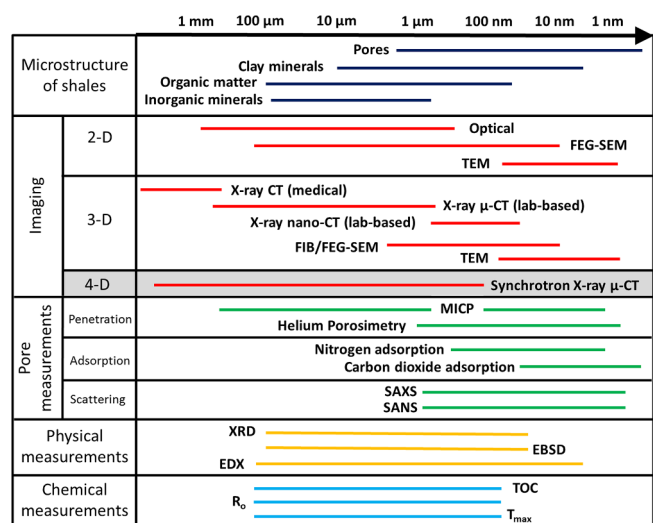 1 mm 100 µm 10 µm 1 µm 100 nm 10 nm 1 nm
Microstructure
of shales
Pores
Clay minerals
Organic matter
Inorganic minerals
Imaging
2-D
Optical
FEG-SEM
TEM
3-D
X-ray CT (medical)
X-ray µ-CT (lab-based)
X-ray nano-CT (lab-based)
FIB/FEG-SEM
TEM
4-D
Synchrotron X-ray µ-CT
Pore
measurements
Penetration
MICP
Helium Porosimetry
Adsorption
Nitrogen adsorption
Carbon dioxide adsorption
Scattering
SAXS
SANS
Physical
measurements
XRD
EBSD
EDX
Chemical
measurements
TOC
Ro
Tmax